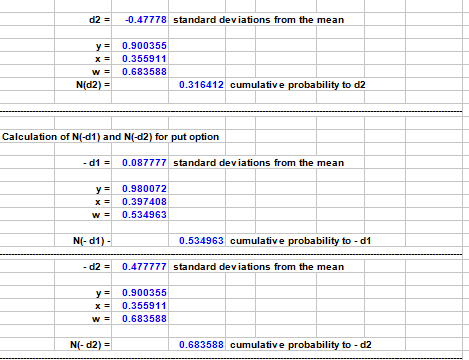 d2 = -0.47778 standard deviations from the mean
y = 0.900355
x = 0.355911
w = 0.683588
N(d2) = 0.316412 cumulative probability to d2
Calculation of N(-d1) and N(-d2) for put option
- d1 = 0.087777 standard deviations from the mean
y = 0.980072
x = 0.397408
w = 0.534963
N(- d1) - 0.534963 cumulative probability to - d1
- d2 = 0.477777 standard deviations from the mean
y = 0.900355
x = 0.355911
w = 0.683588
N(- d2) = 0.683588 cumulative probability to - d2